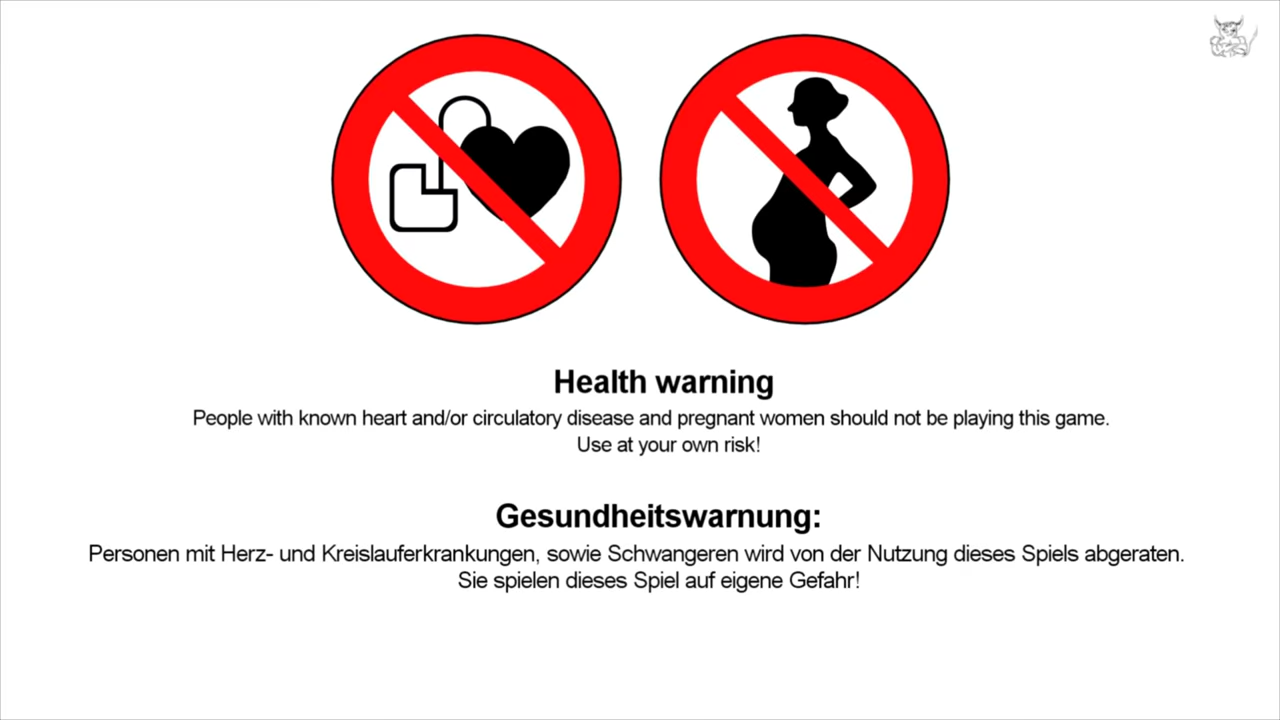 Health warning
People with known heart and/or circulatory disease and pregnant women should not be playing this game.
Use at your own risk!
Gesundheitswarnung:
Personen mit Herz- und Kreislauferkrankungen, sowie Schwangeren wird von der Nutzung dieses Spiels abgeraten.
Sie spielen dieses Spiel auf eigene Gefahr!